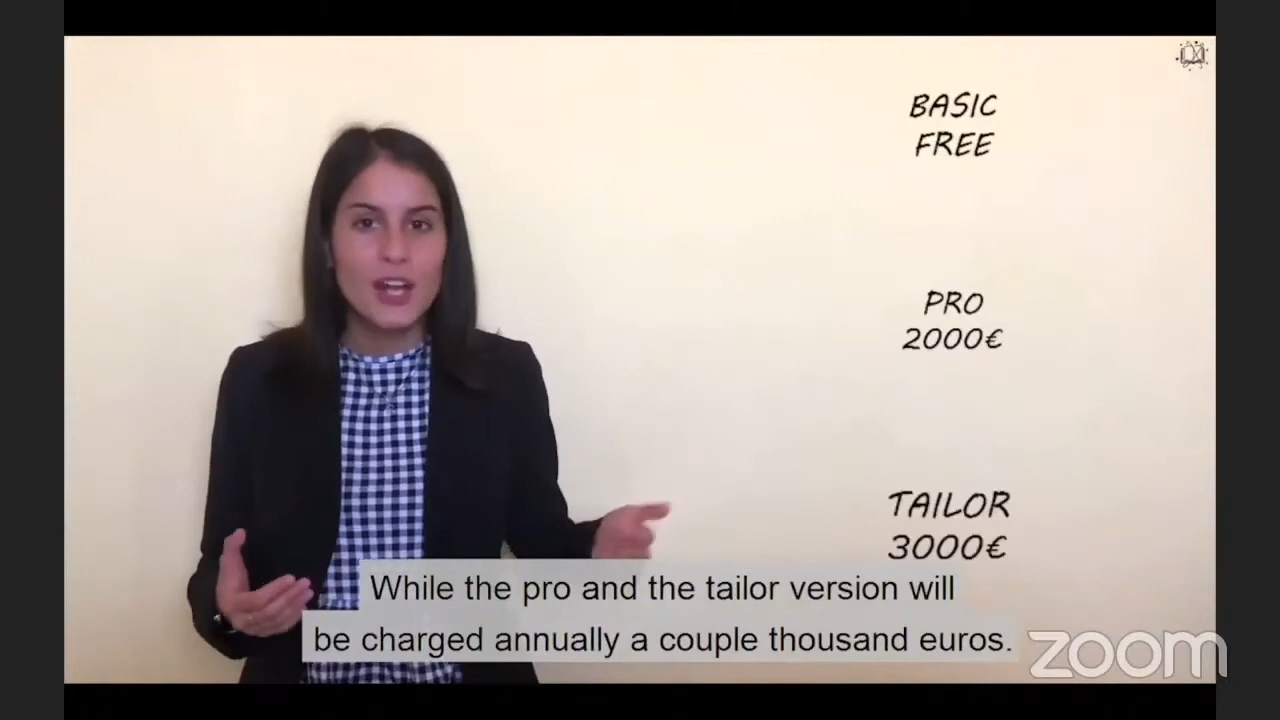 BASIC
FREE
PRO
2000€
TAILOR
3000€
While the pro and the tailor version will
be charged annually a couple thousand euros.
zoom